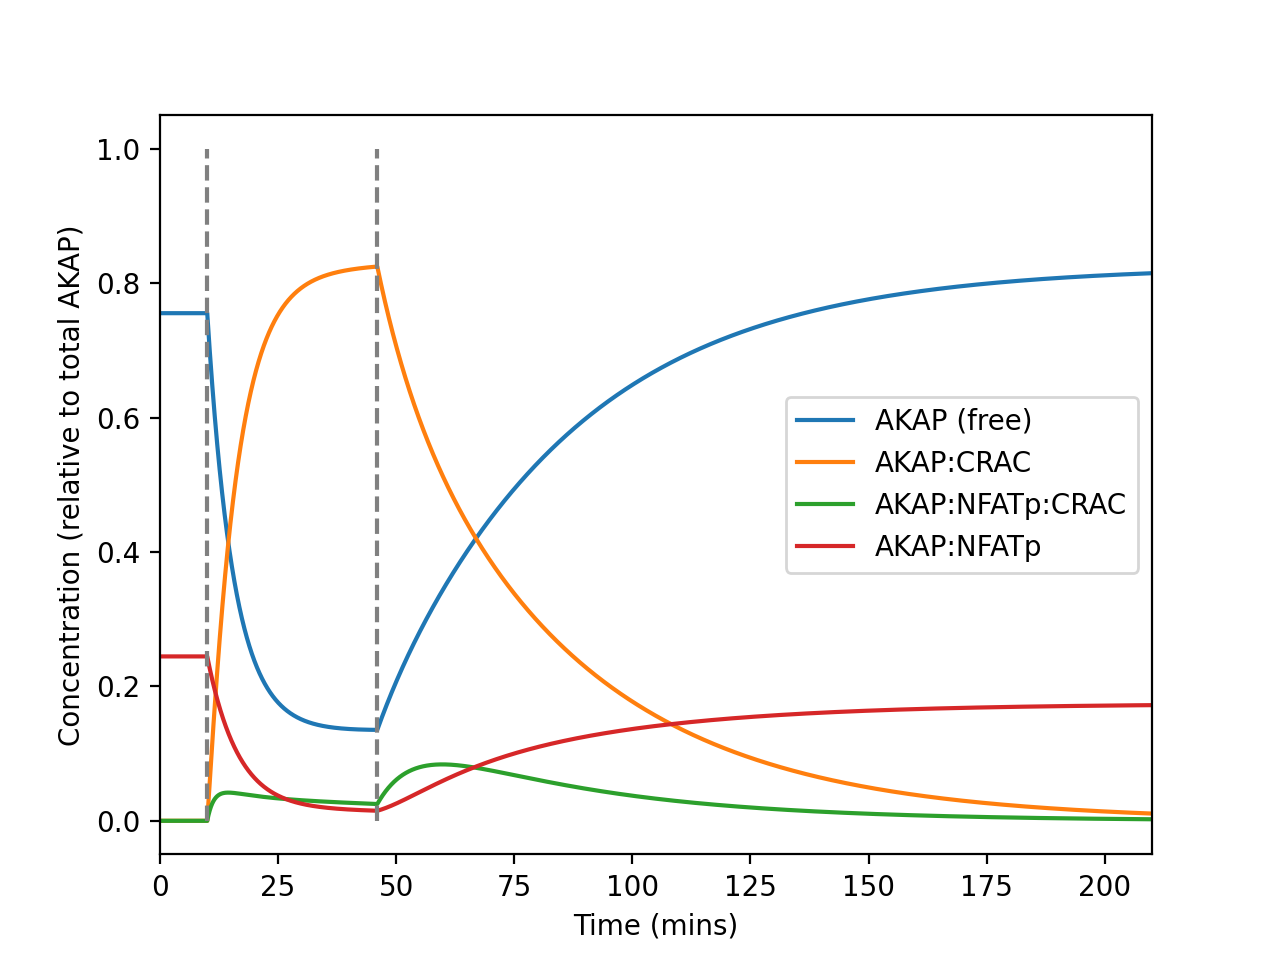 Concentration (relative to total AKAP)
1.0
0.8
0.6
0.4
0.2
0.0
AKAP (free)
AKAP:CRAC
AKAP:NFATp:CRAC
AKAP:NFATp
0 25 50 75 100 125 150 175 200
Time (mins)